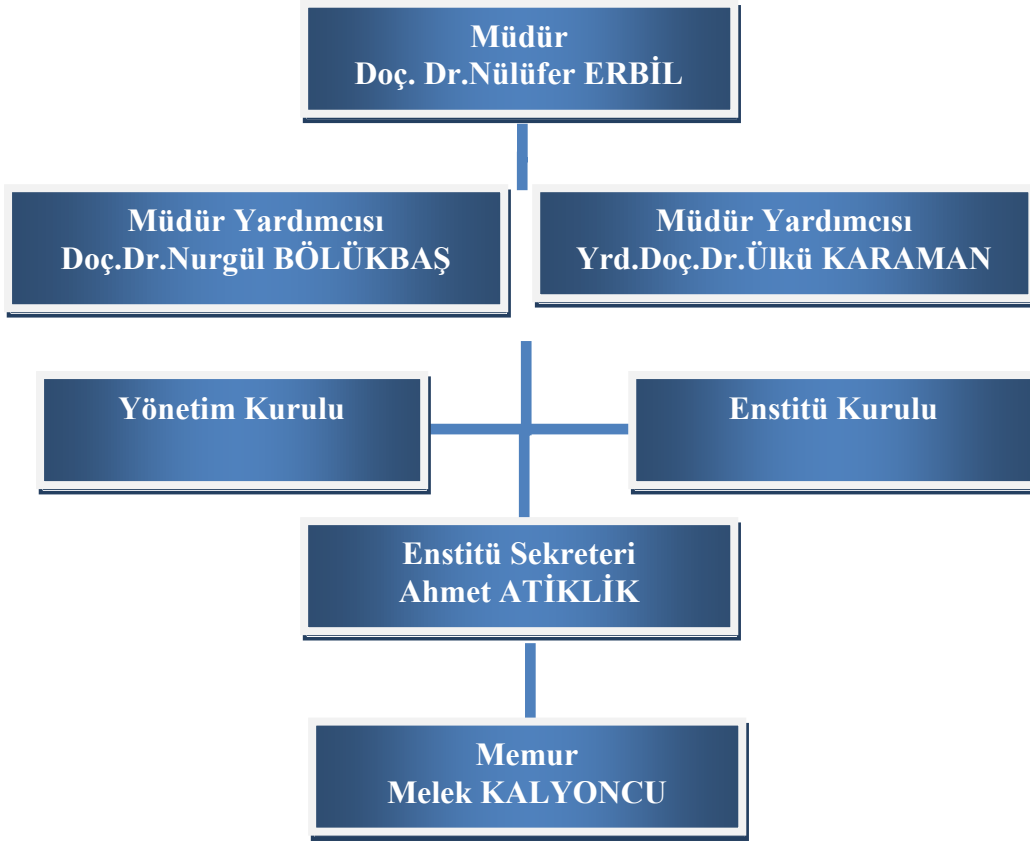 Müdür
Doç. Dr.Nülüfer ERBİL
Müdür Yardımcısı
Doç.Dr.Nurgül BÖLÜKBAŞ
Müdür Yardımcısı
Yrd.Doç.Dr.Ülkü KARAMAN
Yönetim Kurulu
Enstitü Kurulu
Enstitü Sekreteri
Ahmet ATİKLİK
Memur
Melek KALYONCU